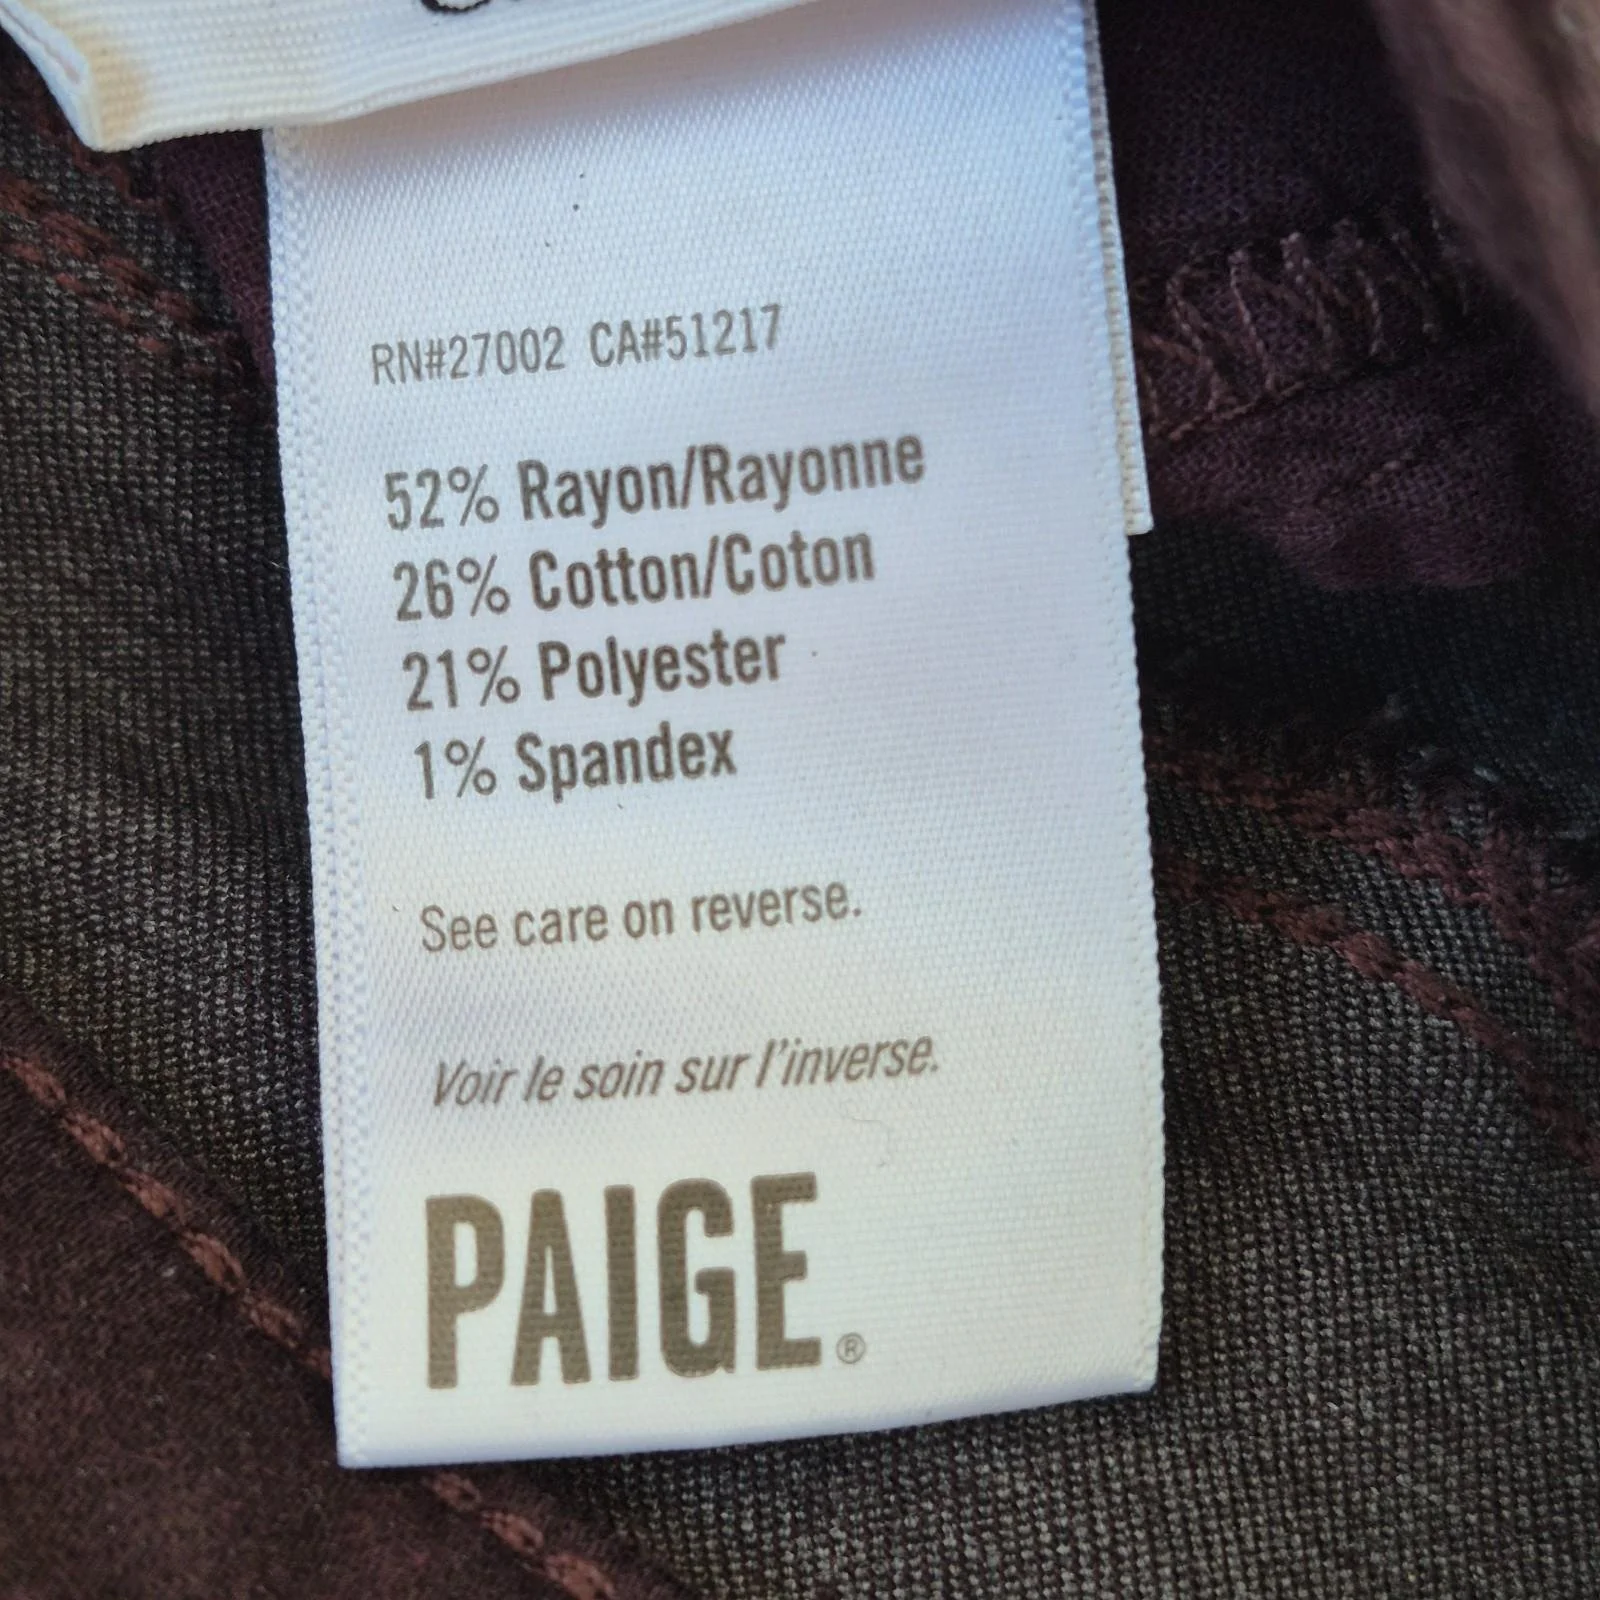 RN#27002 CA#51217
52% Rayon/Rayonne
26% Cotton/Coton
21% Polyester
1% Spandex
See care on reverse.
Voir le soin sur l'inverse.
PAIGE®